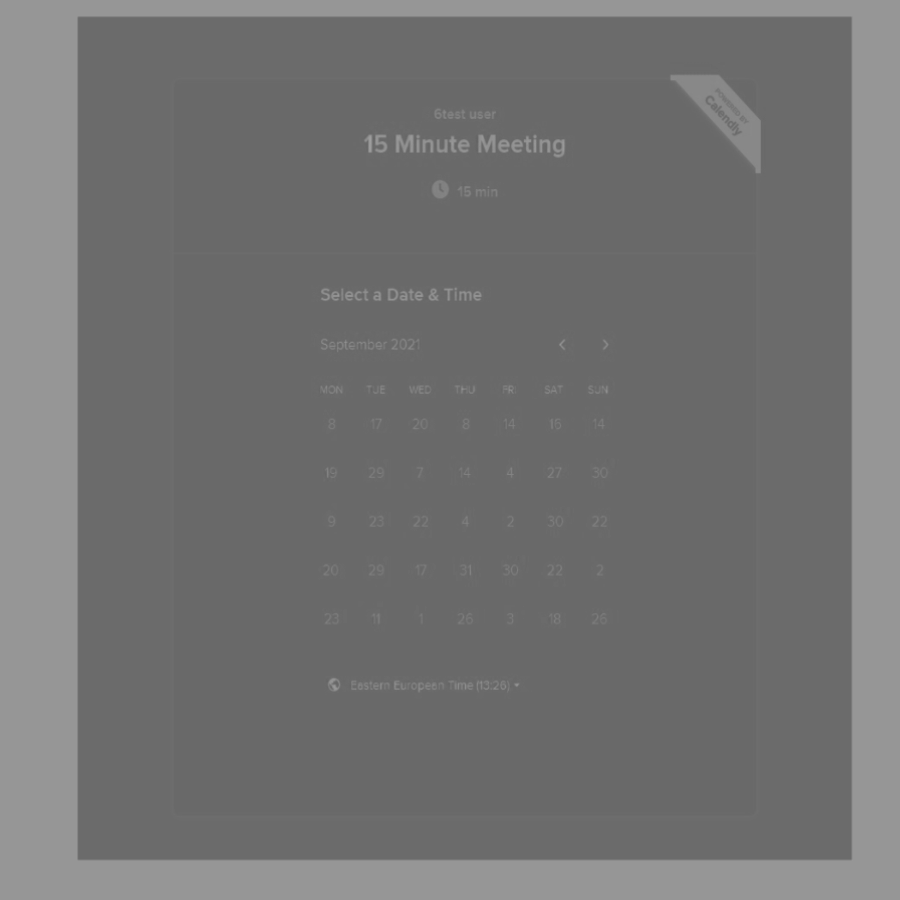 POWERED BY
Calendly
6test user
15 Minute Meeting
15 min
Select a Date & Time
September 2021
MON TUE WED THU FRI SAT SUN
8 17 20 8 14 15 14
19 29 7 14 4 27 30
9 23 22 4 2 30 22
20 29 17 31 30 22 2
23 11 1 26 3 18 26
Eastern European Time (13:26)